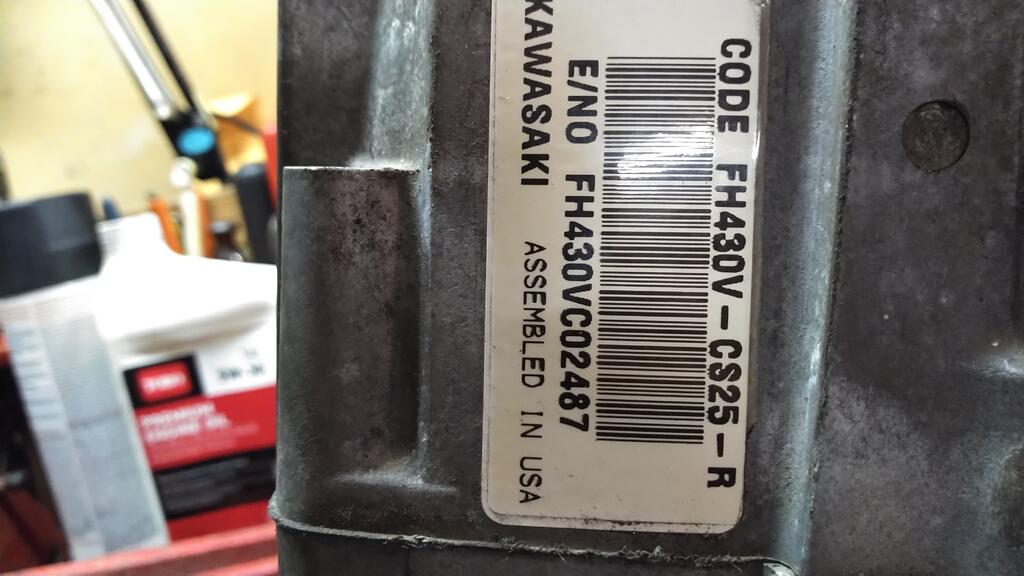 CODE FH430V-CS25-R
E/NO FH430VC02487
KAWASAKI ASSEMBLED IN USA
TORO
PREMIUM
ENGINE OIL